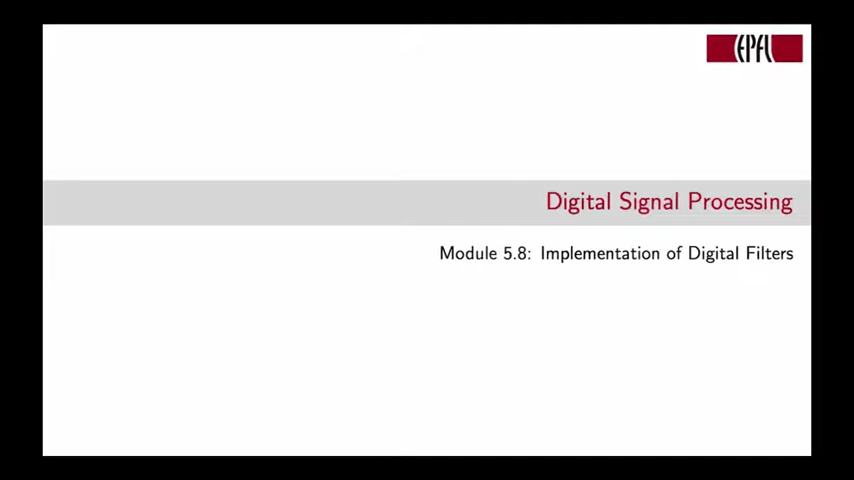 EPFL
Digital Signal Processing
Module 5.8: Implementation of Digital Filters